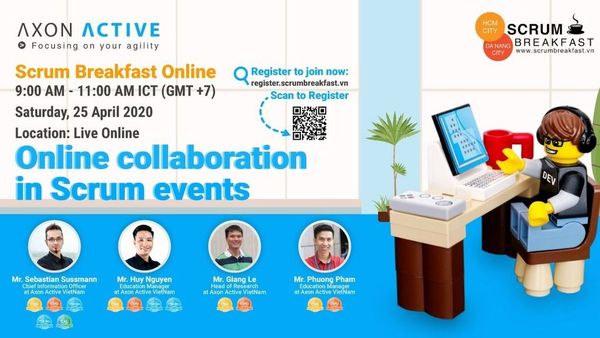 AXON ACTIVE
Focusing on your agility
HCM CITY
DA NANG CITY
SCRUM BREAKFAST
www.scrumbreakfast.vn
Scrum Breakfast Online
9:00 AM - 11:00 AM ICT (GMT +7)
Saturday, 25 April 2020
Location: Live Online
Register to join now:
register.scrumbreakfast.vn
Scan to Register
Online collaboration
in Scrum events
DEV
Mr. Sebastian Sussmann
Chief Information Officer
at Axon Active VietNam
Mr. Huy Nguyen
Education Manager
at Axon Active VietNam
Mr. Giang Le
Head of Research
at Axon Active VietNam
Mr. Phuong Pham
Education Manager
at Axon Active VietNam